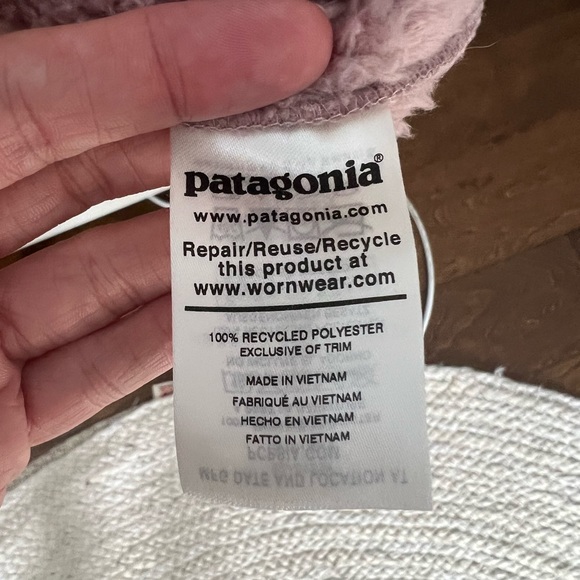 patagonia®
www.patagonia.com
Repair/Reuse/Recycle
this product at
www.wornwear.com
100% RECYCLED POLYESTER
EXCLUSIVE OF TRIM
MADE IN VIETNAM
FABRIQUÉ AU VIETNAM
HECHO EN VIETNAM
FATTO IN VIETNAM